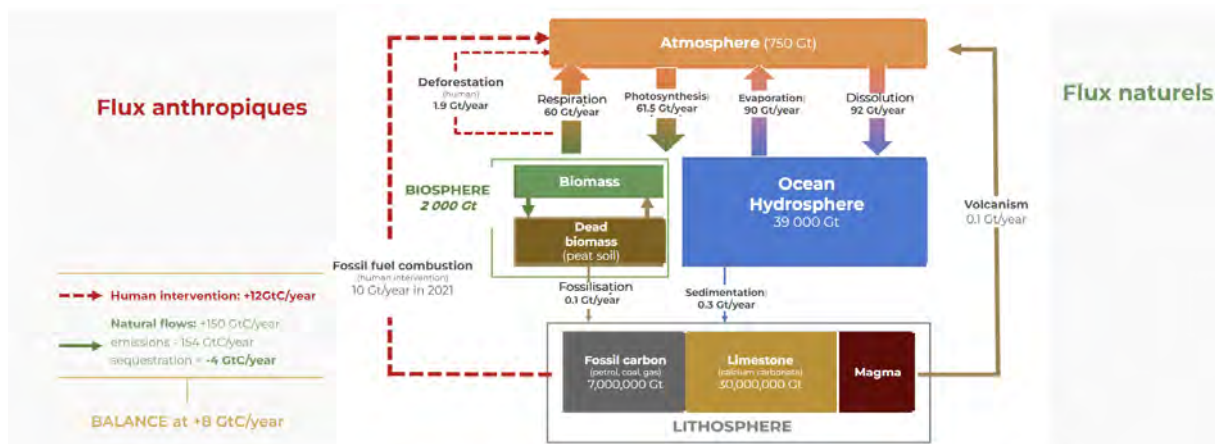 Flux anthropiques
Flux naturels
Atmosphere (750 Gt)
Deforestation
(human)
1.9 Gt/year
Respiration
60 Gt/year
Photosynthesis:
61.5 Gt/year
Evaporation:
90 Gt/year
Dissolution
92 Gt/year
BIOSPHERE
2 000 Gt
Biomass
Dead
biomass
(peat soil)
Ocean
Hydrosphere
39 000 Gt
Volcanism
0.1 Gt/year
Fossil fuel combustion
(human intervention)
10 Gt/year in 2021
Fossilisation
0.1 Gt/year
Sedimentation:
0.3 Gt/year
Fossil carbon
(petrol, coal, gas)
7,000,000 Gt
Limestone
(calcium carbonate)
30,000,000 Gt
Magma
LITHOSPHERE
Human intervention: +12GtC/year
Natural flows: +150 GtC/year
emissions - 154 GtC/year
sequestration = -4 GtC/year
BALANCE at +8 GtC/year